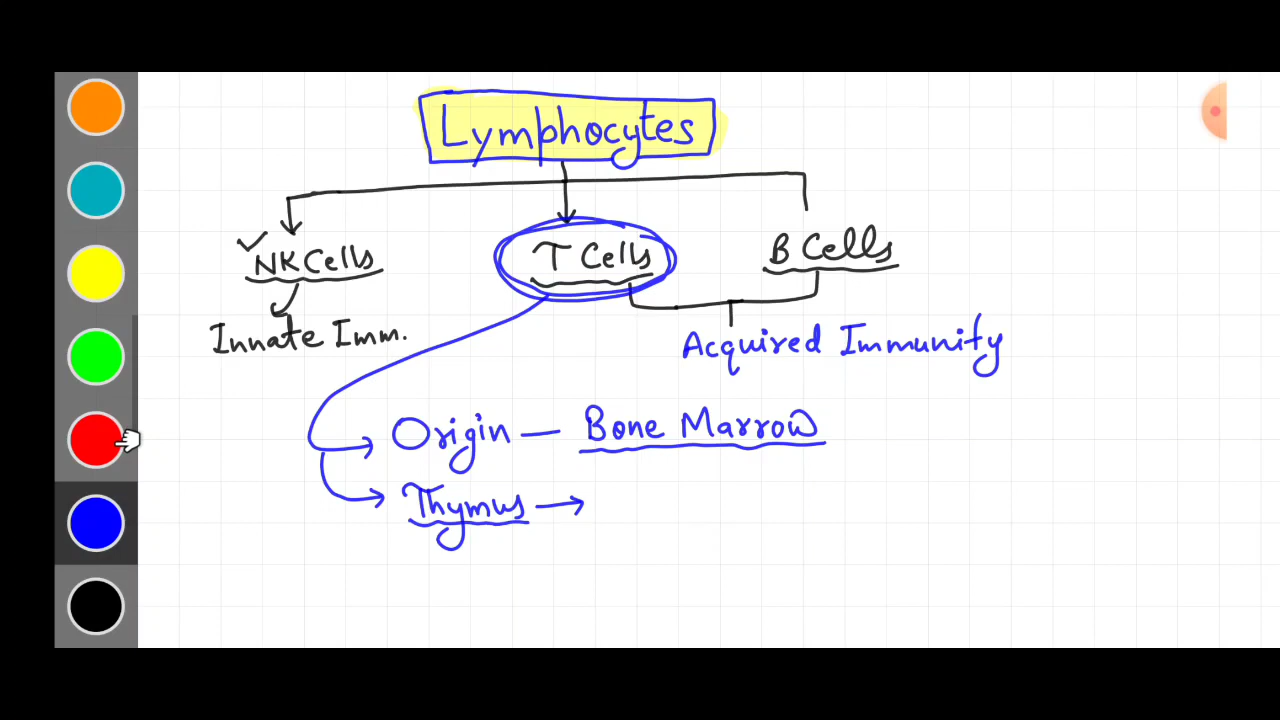 Lymphocytes
NK Cells
T Cells
B Cells
Innate Imm.
Acquired Immunity
Origin — Bone Marrow
Thymus →